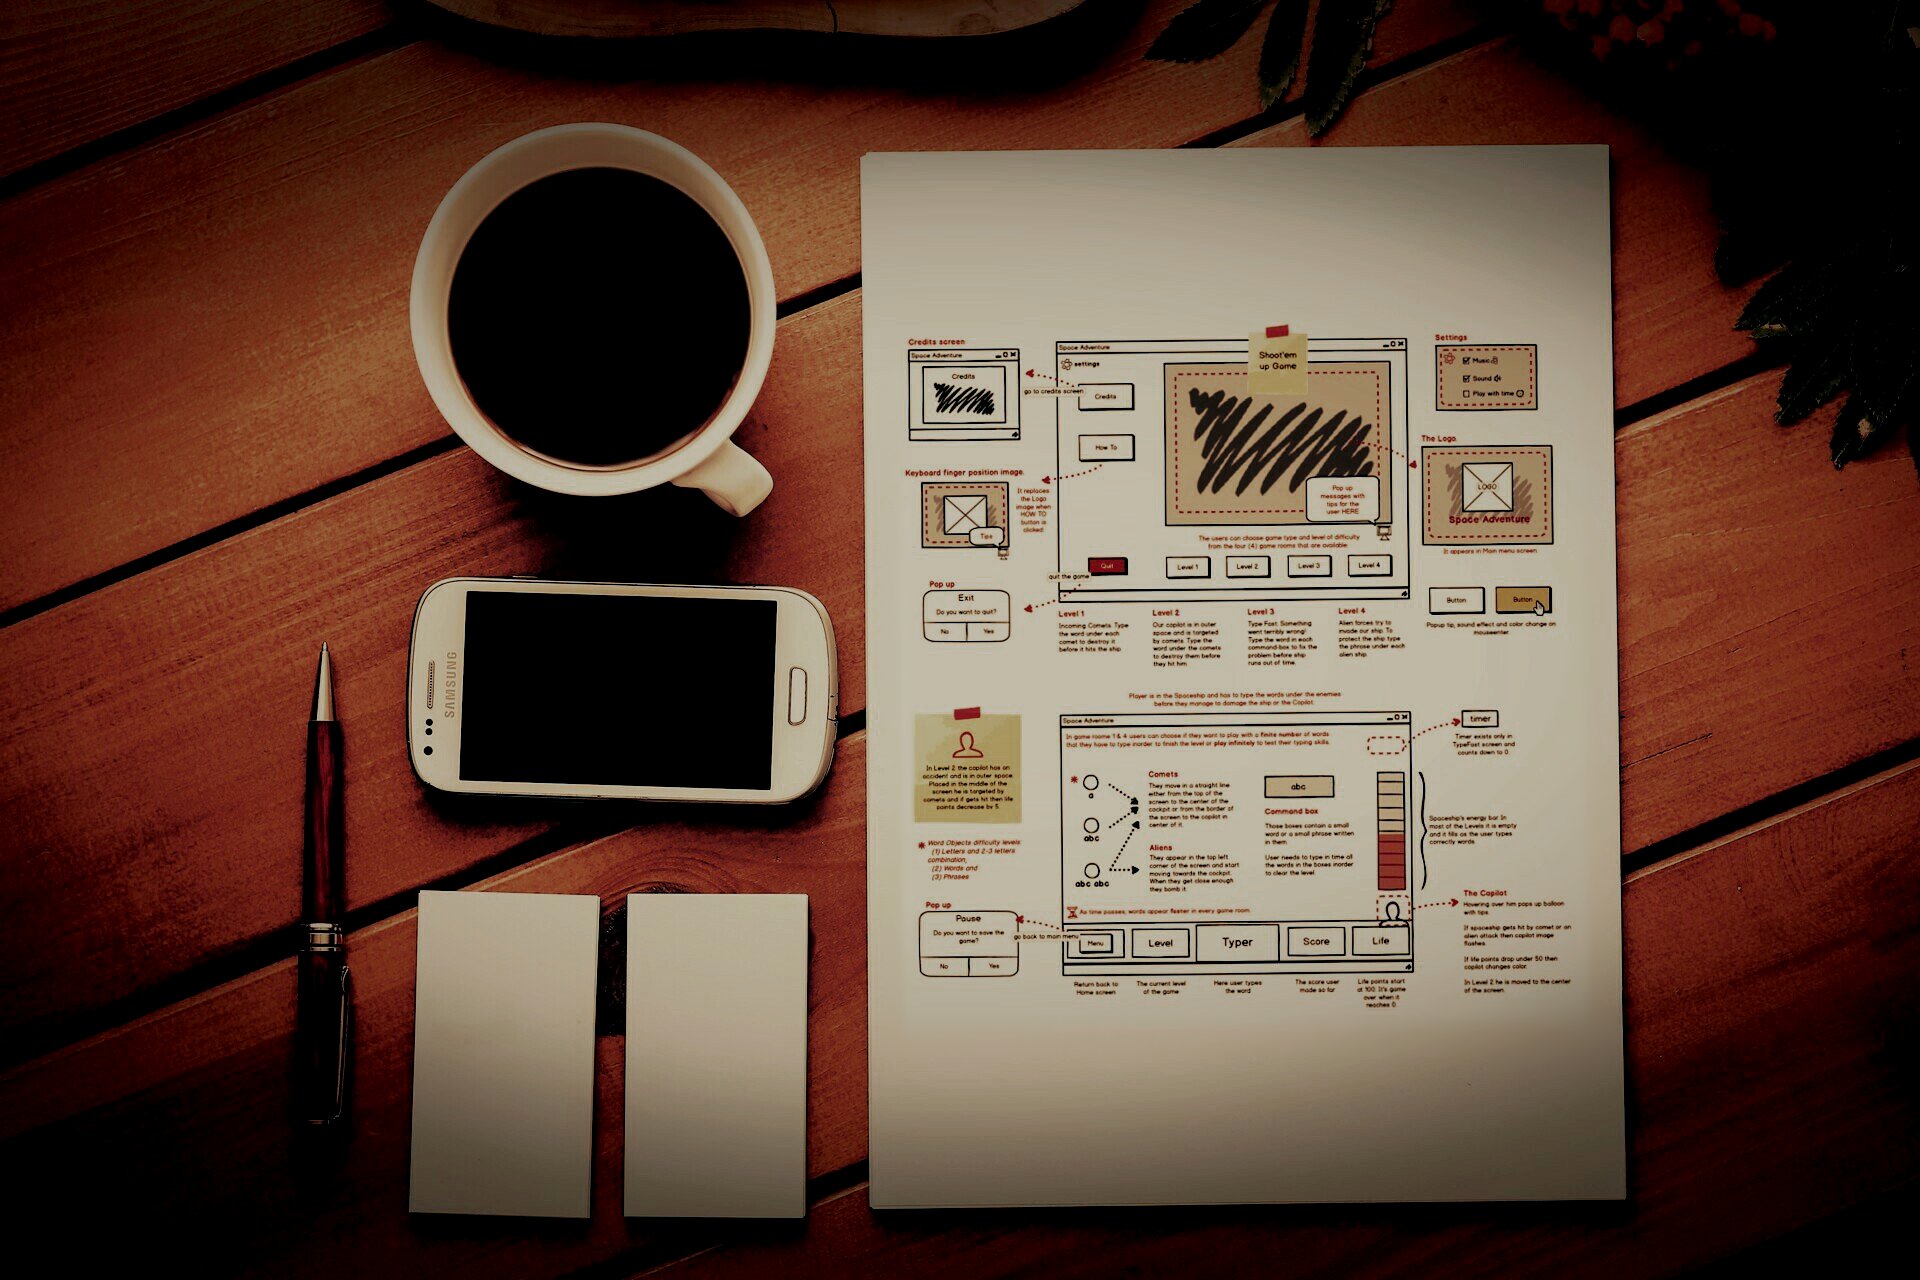 SAMSUNG
Credits screen
Space Adventure
Credits
Space Adventure
settings
go to credits screen
Credits
How To
Shoot'em
up Game
Pop up
messages with
tips for the
user HERE
Settings
Music
Sound
Play with time
The Logo.
LOGO
Space Adventure
It appears in Main menu screen.
Keyboard finger position image.
Tips
It replaces
the Logo
image when
HOW TO
button is
clicked.
The users can choose game type and level of difficulty
from the four (4) game rooms that are available.
quit the game
Quit
Level 1
Level 2
Level 3
Level 4
Pop up
Exit
Do you want to quit?
No
Yes
Button
Button
Popup tip, sound effect and color change on
mouseenter.
Level 1
Incoming Comets. Type
the word under each
comet to destroy it
before it hits the ship.
Level 2
Our copilot is in outer
space and is targeted
by comets. Type the
word under the comets
to destroy them before
they hit him.
Level 3
Type Fast. Something
went terribly wrong!
Type the word in each
command-box to fix the
problem before ship
runs out of time.
Level 4
Alien forces try to
invade our ship. To
protect the ship type
the phrase under each
alien ship.
Player is in the Spaceship and has to type the words under the enemies
before they manage to damage the ship or the Copilot.
Space Adventure
In game rooms 1 & 4 users can choose if they want to play with a finite number of words
that they have to type inorder to finish the level or play infinitely to test their typing skills.
timer
Timer exists only in
TypeFast screen and
counts down to 0.
In Level 2 the copilot has an
accident and is in outer space.
Placed in the middle of the
screen he is targeted by
comets and if gets hit then life
points decrease by 5.
* Word Objects difficulty levels:
(1) Letters and 2-3 letters
combination,
(2) Words and
(3) Phrases
*
a
abc
abc abc
Comets
They move in a straight line
either from the top of the
screen to the center of the
cockpit or from the border of
the screen to the copilot in
center of it.
Aliens
They appear in the top left
corner of the screen and start
moving towards the cockpit.
When they get close enough
they bomb it.
abc
Command box
Those boxes contain a small
word or a small phrase written
in them.
User needs to type in time all
the words in the boxes inorder
to clear the level.
Spaceship's energy bar. In
most of the Levels it is empty
and it fills as the user types
correctly words.
As time passes, words appear faster in every game room.
Pop up
Pause
Do you want to save the
game?
No
Yes
go back to main menu
Menu
Level
Typer
Score
Life
Return back to
Home screen
The current level
of the game
Here user types
the word
The score user
made so far
Life points start
at 100. It's game
over when it
reaches 0.
The Copilot
Hovering over him pops up balloon
with tips.
If spaceship gets hit by comet or an
alien attack then copilot image
flashes.
If life points drop under 50 then
copilot changes color.
In Level 2 he is moved to the center
of the screen.